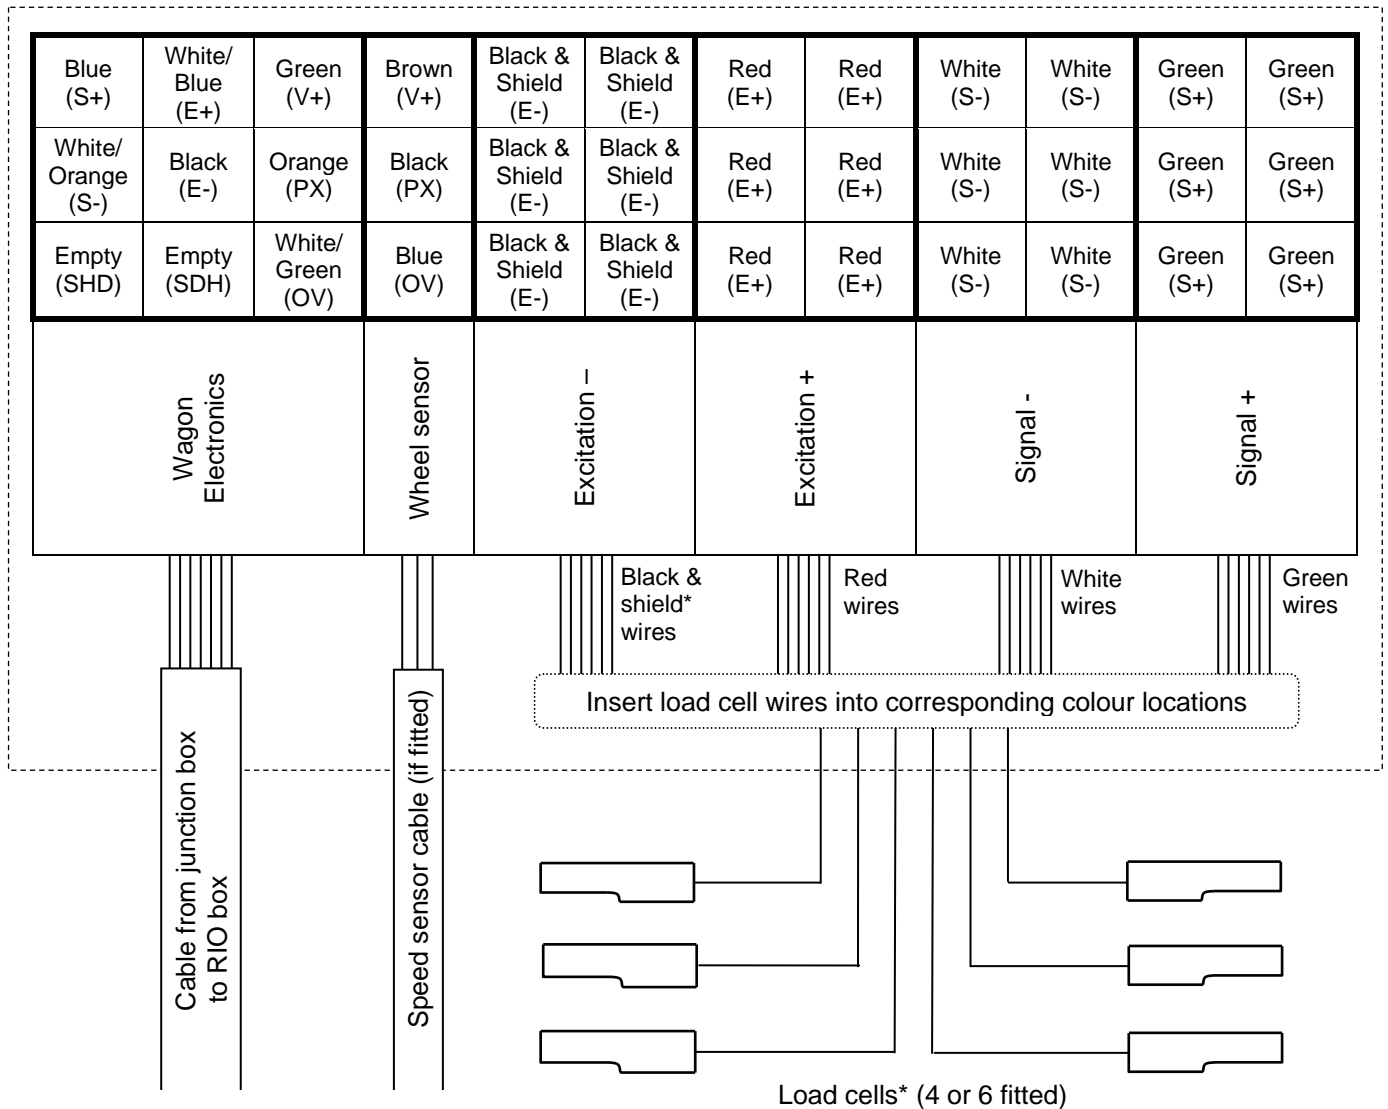 Blue
(S+)
White/
Blue
(E+)
Green
(V+)
Brown
(V+)
Black &
Shield
(E-)
Black &
Shield
(E-)
Red
(E+)
Red
(E+)
White
(S-)
White
(S-)
Green
(S+)
Green
(S+)
White/
Orange
(S-)
Black
(E-)
Orange
(PX)
Black
(PX)
Black &
Shield
(E-)
Black &
Shield
(E-)
Red
(E+)
Red
(E+)
White
(S-)
White
(S-)
Green
(S+)
Green
(S+)
Empty
(SHD)
Empty
(SDH)
White/
Green
(OV)
Blue
(OV)
Black &
Shield
(E-)
Black &
Shield
(E-)
Red
(E+)
Red
(E+)
White
(S-)
White
(S-)
Green
(S+)
Green
(S+)
Wagon
Electronics
Wheel sensor
Excitation –
Excitation +
Signal -
Signal +
Black &
shield*
wires
Red
wires
White
wires
Green
wires
Insert load cell wires into corresponding colour locations
Cable from junction box
to RIO box
Speed sensor cable (if fitted)
Load cells* (4 or 6 fitted)